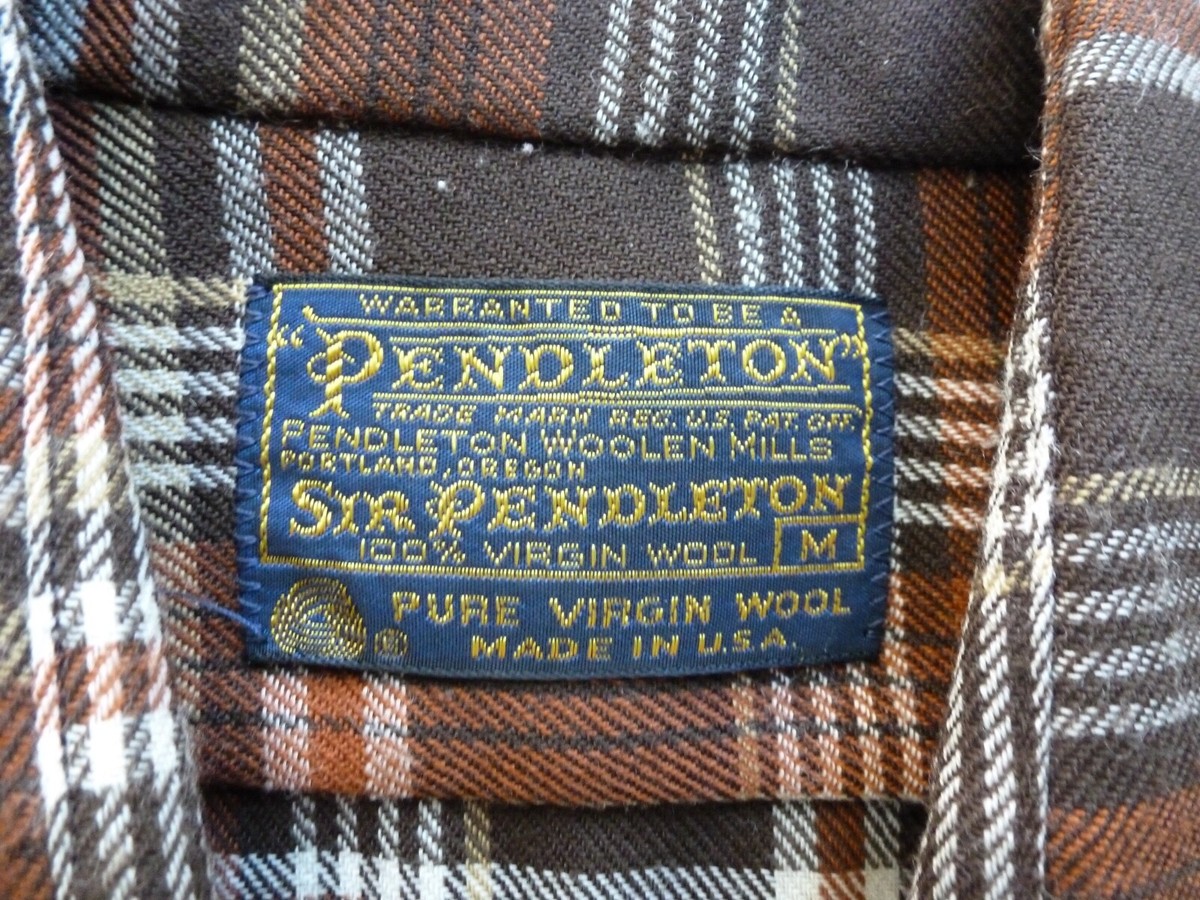 WARRANTED TO BE A
"PENDLETON"
TRADE MARK REG. U.S. PAT. OFF.
PENDLETON WOOLEN MILLS
PORTLAND, OREGON
SIR PENDLETON
100% VIRGIN WOOL M
PURE VIRGIN WOOL
® MADE IN U.S.A.